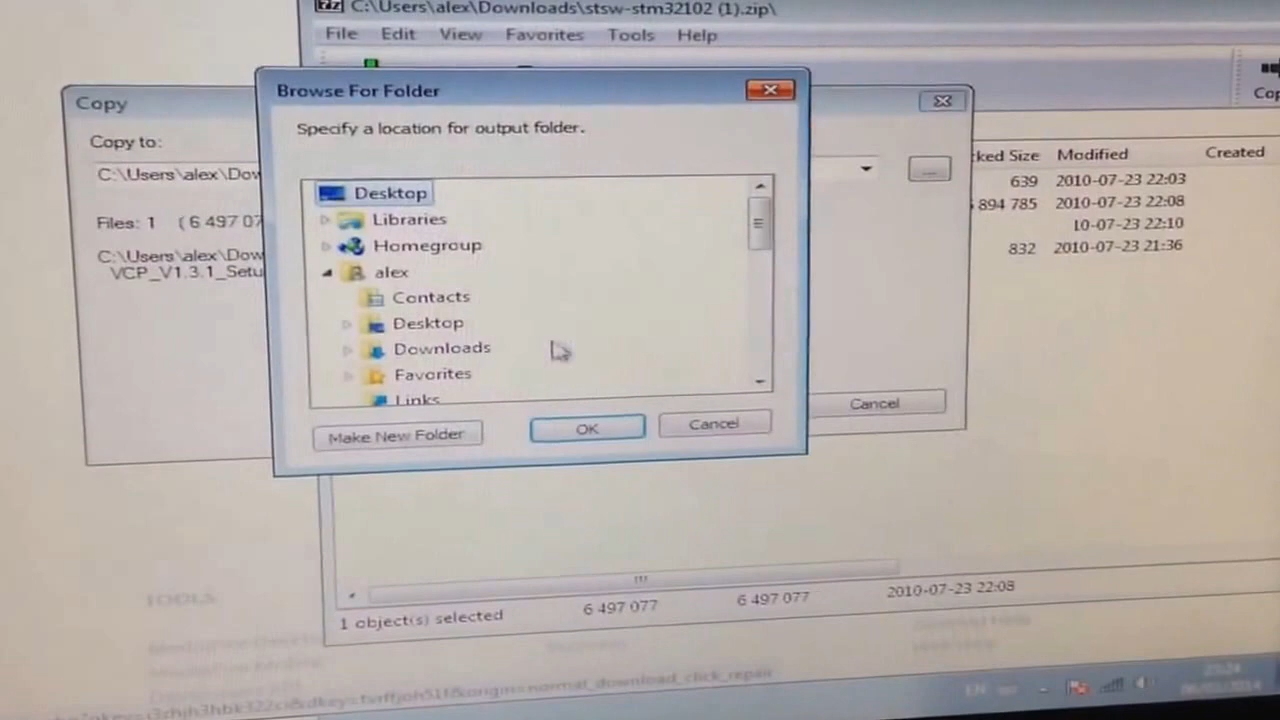 C:\Users\alex\Downloads\stsw-stm32102 (1).zip\
File Edit View Favorites Tools Help
Copy
Browse For Folder
Copy to:
Specify a location for output folder.
C:\Users\alex\Dow
...
Modified
Created
Size
Desktop
639 2010-07-23 22:03
Libraries
894 785 2010-07-23 22:08
Files: 1 ( 6 497 07
10-07-23 22:10
Homegroup
832 2010-07-23 21:36
C:\Users\alex\Dow
VCP_V1.3.1_Setu
alex
Contacts
Desktop
Downloads
Favorites
Links
Make New Folder
OK
Cancel
Cancel
1 object(s) selected
6 497 077
6 497 077
2010-07-23 22:08
TOOLS
EN